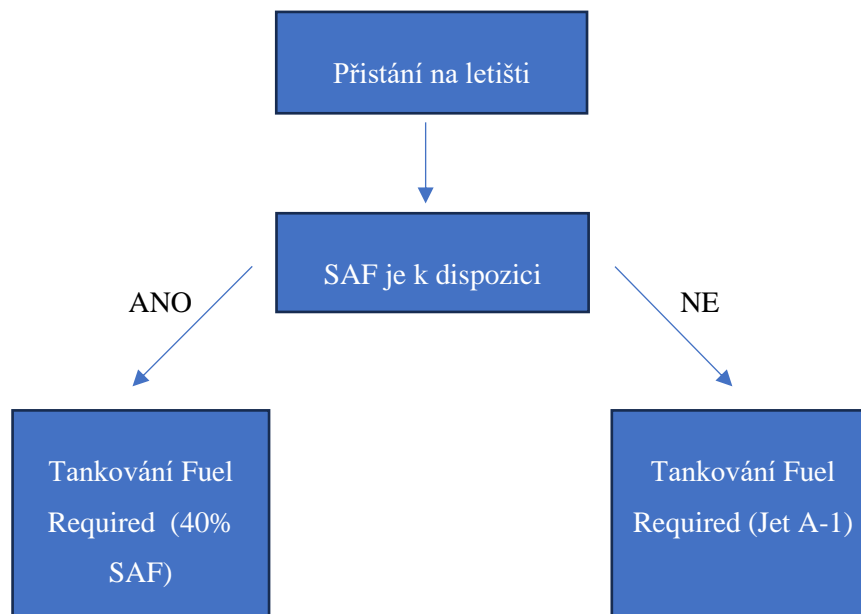 Přistání na letišti
SAF je k dispozici
ANO
NE
Tankování Fuel
Required (40%
SAF)
Tankování Fuel
Required (Jet A-1)